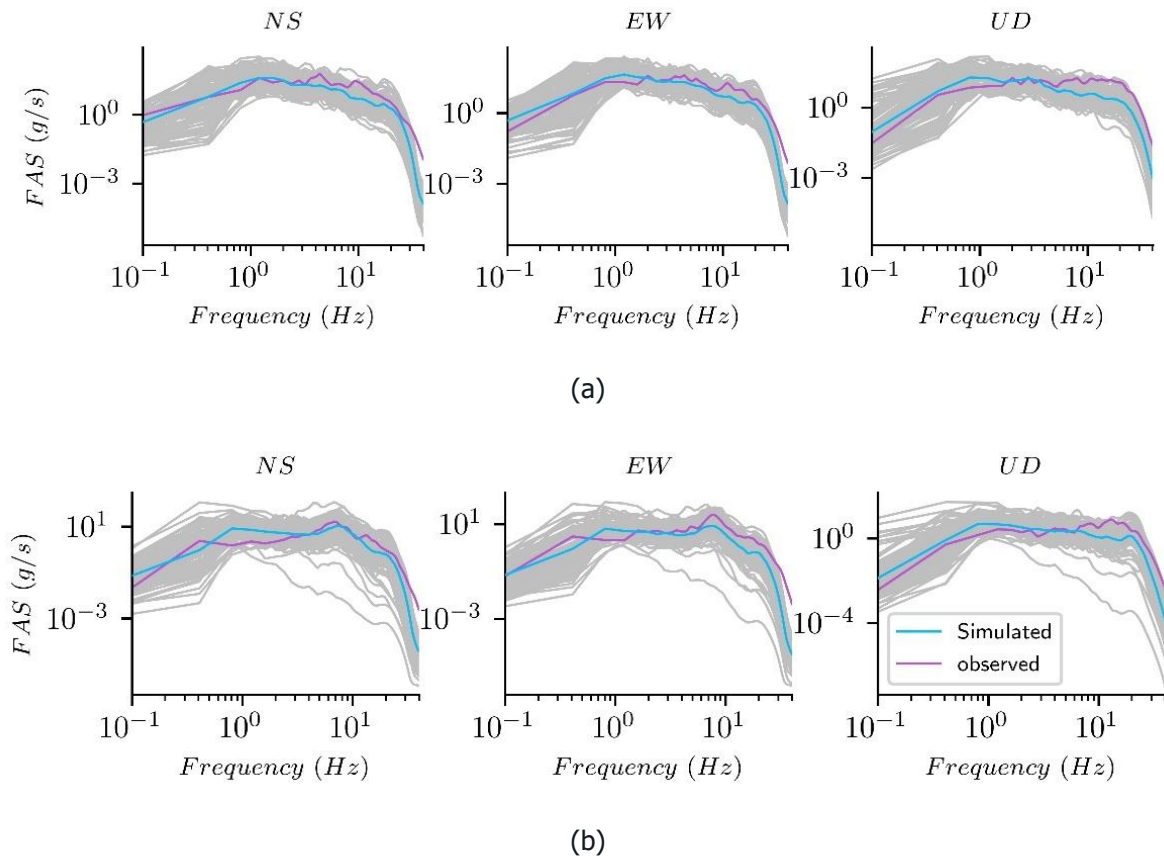 NS EW UD
FAS (g/s)
10^0 10^0 10^0
10^{-3} 10^{-3} 10^{-3}
10^{-1} 10^0 10^1 10^{-1} 10^0 10^1 10^{-1} 10^0 10^1
Frequency (Hz) Frequency (Hz) Frequency (Hz)
(a)
NS EW UD
FAS (g/s)
10^1 10^1 10^0
10^{-3} 10^{-3} 10^{-4}
Simulated
observed
10^{-1} 10^0 10^1 10^{-1} 10^0 10^1 10^{-1} 10^0 10^1
Frequency (Hz) Frequency (Hz) Frequency (Hz)
(b)